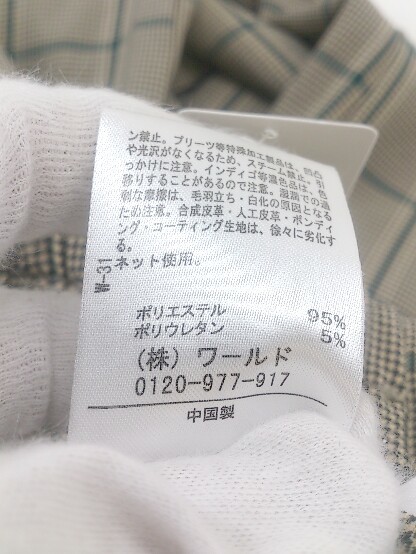 ン禁止。プリーツ等特殊加工製品は、凹凸
や光沢がなくなるため、スチーム禁止。引
っかけに注意。インディゴ等濃色品は、色
移りすることがあるので注意。湿潤での過
剰な摩擦は、毛羽立ち・白化の原因となる
ため注意。合成皮革・人工皮革・ボンディ
ング・コーティング生地は、徐々に劣化す
る。
ネット使用。
W-31
ポリエステル 95%
ポリウレタン 5%
(株) ワールド
0120-977-917
中国製